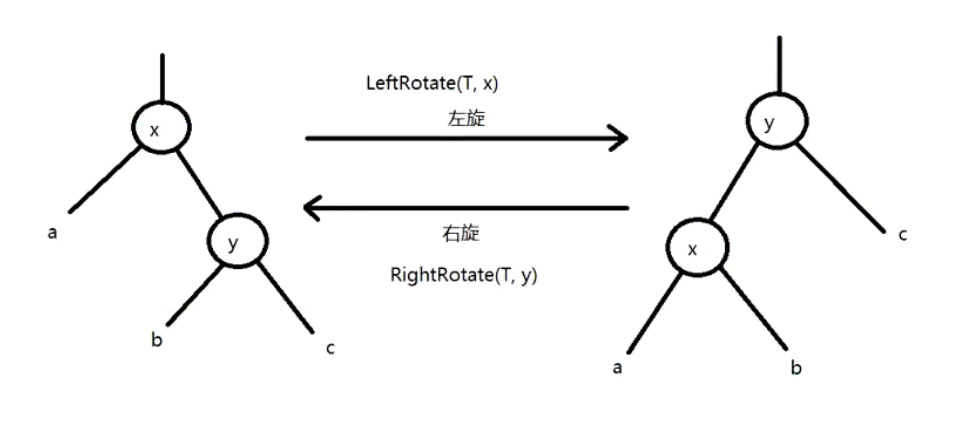 LeftRotate(T, x)
左旋
x
y
a
y
c
右旋
x
RightRotate(T, y)
b
c
a
b